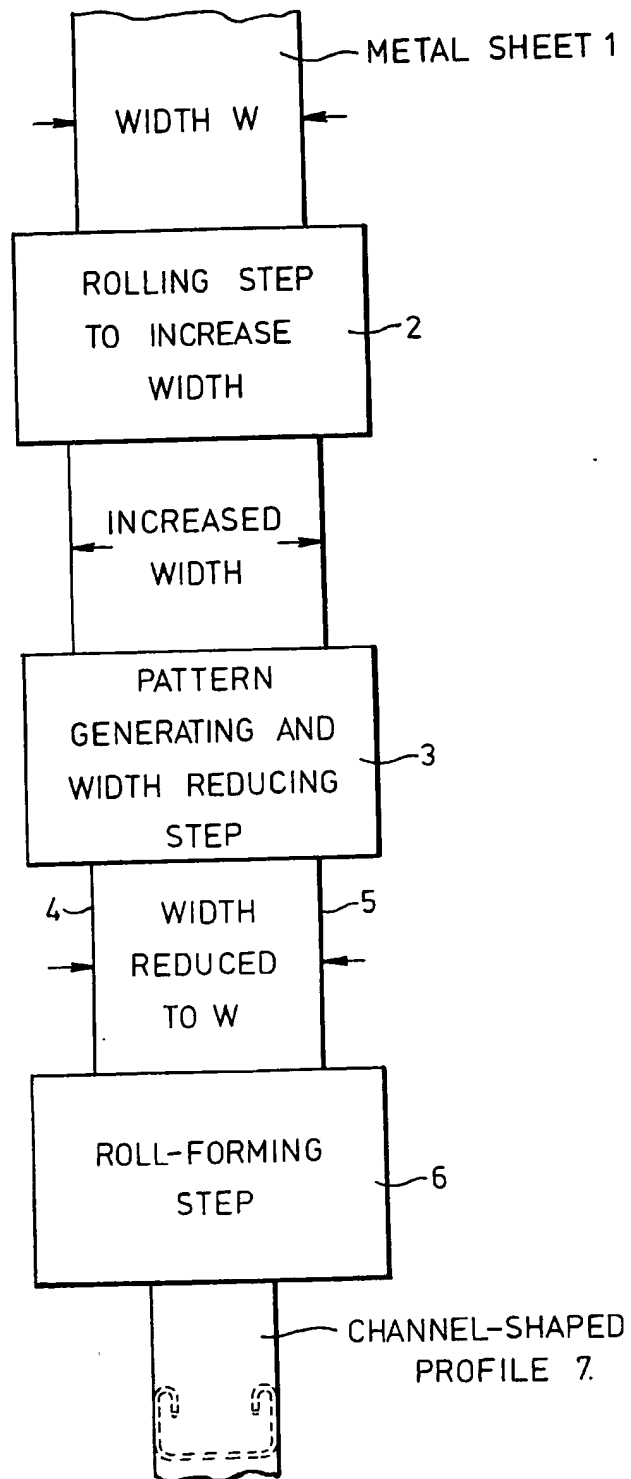 METAL SHEET 1
WIDTH W
ROLLING STEP
TO INCREASE
WIDTH
2
INCREASED
WIDTH
PATTERN
GENERATING AND
WIDTH REDUCING
STEP
3
4
WIDTH
REDUCED
TO W
5
ROLL-FORMING
STEP
6
CHANNEL-SHAPED
PROFILE 7.